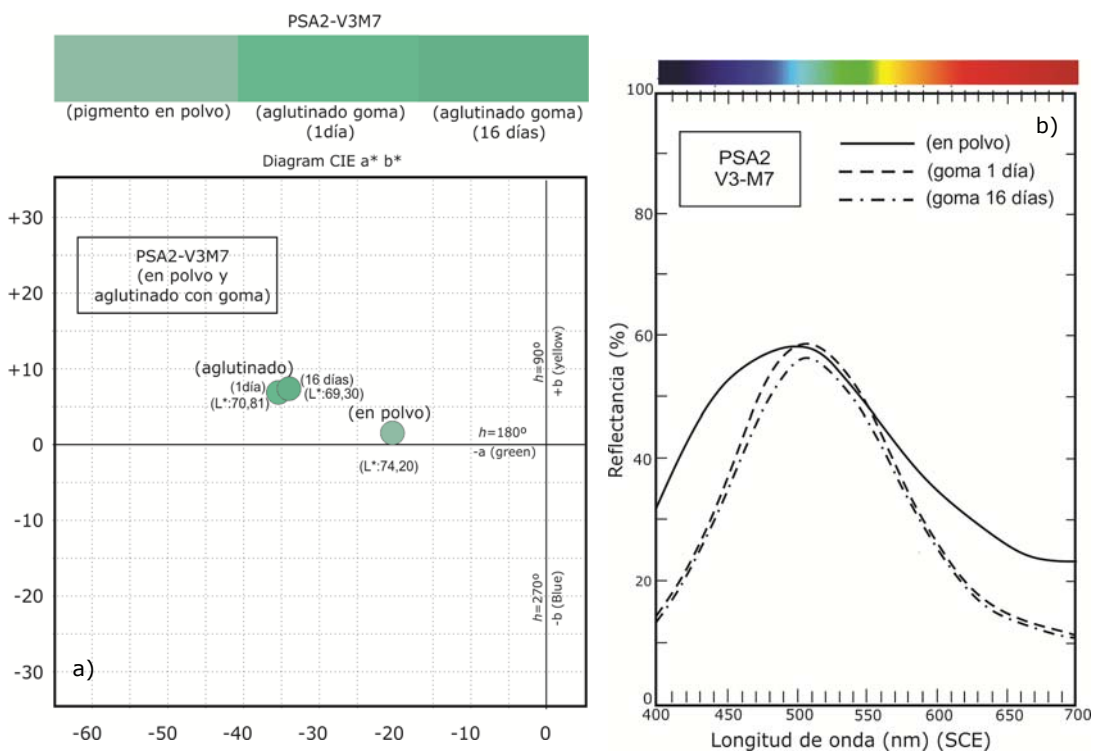 PSA2-V3M7
(pigmento en polvo)
(aglutinado goma)
(1día)
(aglutinado goma)
(16 días)
Diagram CIE a* b*
+30
+20
+10
0
-10
-20
-30
PSA2-V3M7
(en polvo y
aglutinado con goma)
(aglutinado)
(1día)
(L*:70,81)
(16 días)
(L*:69,30)
(en polvo)
(L*:74,20)
h=90º
+b (yellow)
h=180º
-a (green)
h=270º
-b (Blue)
a)
-60
-50
-40
-30
-20
-10
0
b)
100
80
60
40
20
0
Reflectancia (%)
PSA2
V3-M7
(en polvo)
(goma 1 día)
(goma 16 días)
400
450
500
550
600
650
700
Longitud de onda (nm) (SCE)